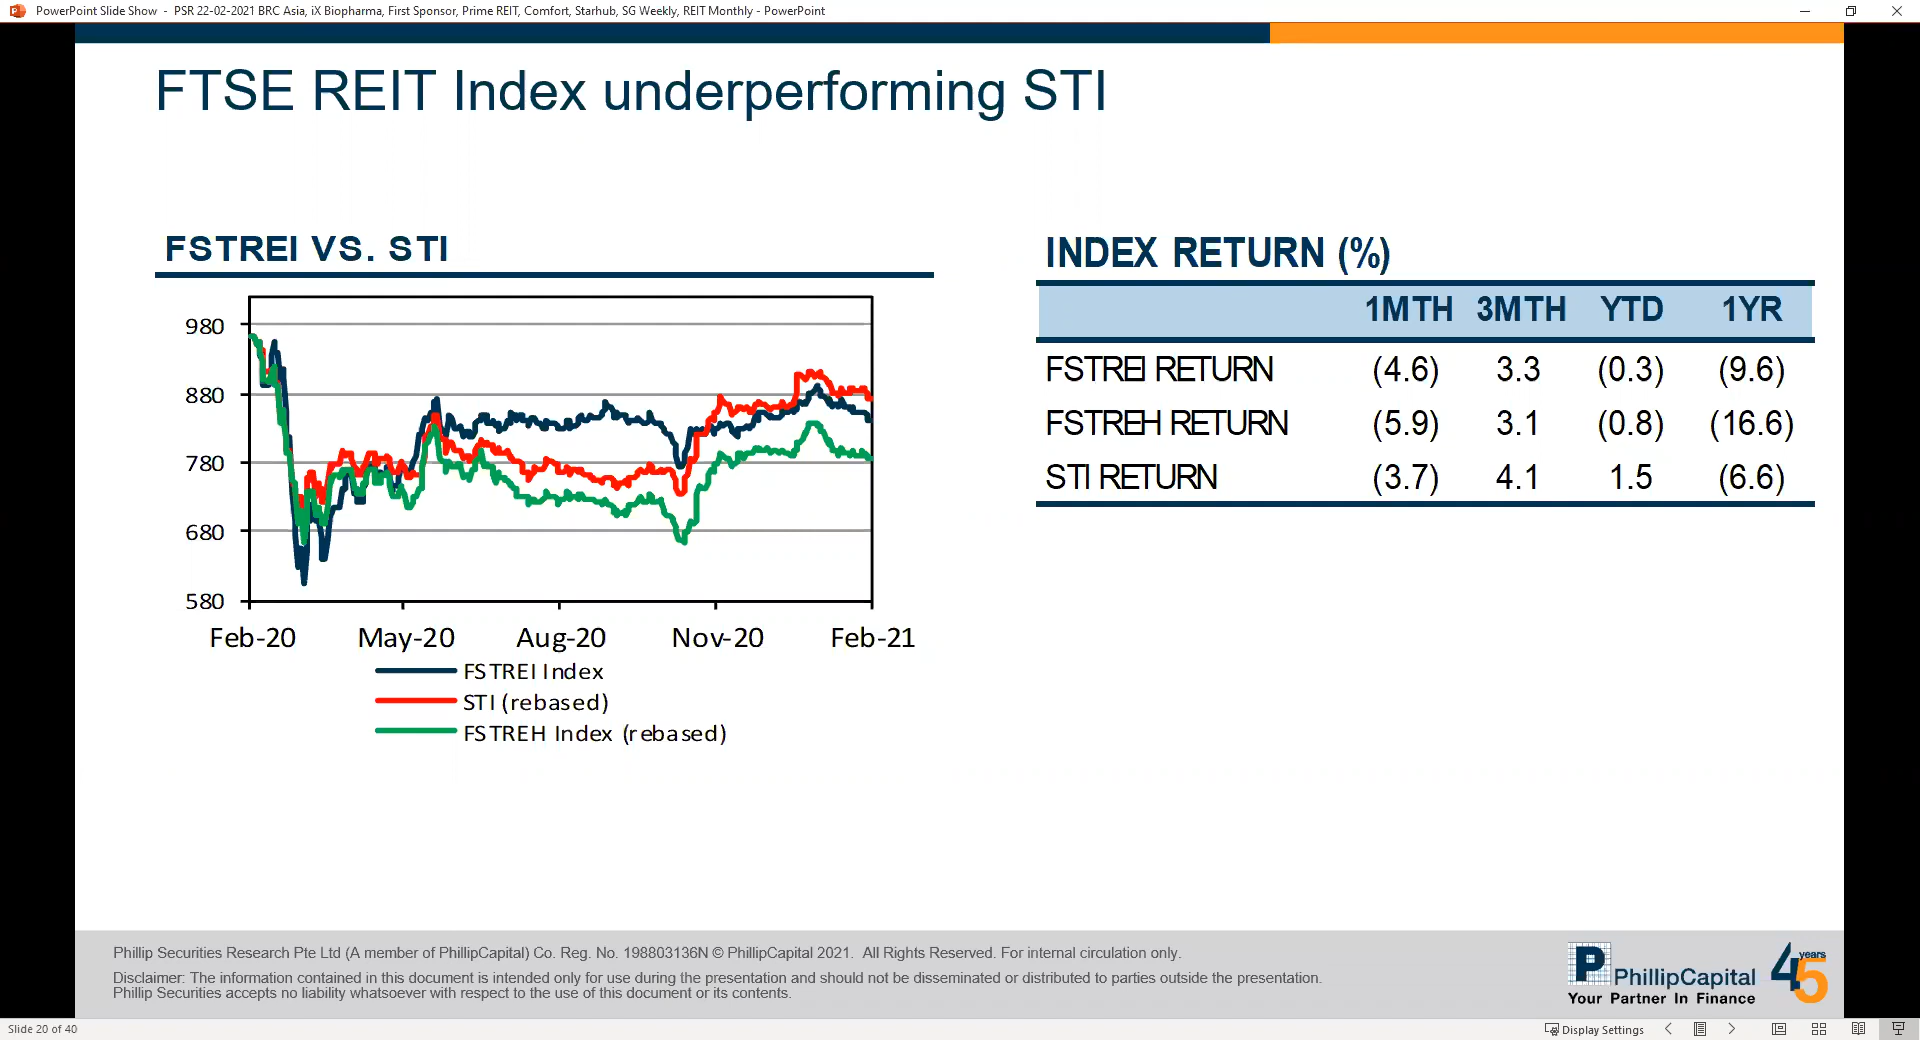 PowerPoint Slide Show - PSR 22-02-2021 BRC Asia, iX Biopharma, First Sponsor, Prime REIT, Comfort, Starhub, SG Weekly, REIT Monthly - PowerPoint
FTSE REIT Index underperforming STI
FSTREI VS. STI
980
880
780
680
580
Feb-20 May-20 Aug-20 Nov-20 Feb-21
FSTREI Index
STI (rebased)
FSTREH Index (rebased)
INDEX RETURN (%)
1MTH 3MTH YTD 1YR
FSTREI RETURN (4.6) 3.3 (0.3) (9.6)
FSTREH RETURN (5.9) 3.1 (0.8) (16.6)
STI RETURN (3.7) 4.1 1.5 (6.6)
Phillip Securities Research Pte Ltd (A member of PhillipCapital) Co. Reg. No. 198803136N © PhillipCapital 2021. All Rights Reserved. For internal circulation only.
Disclaimer: The information contained in this document is intended only for use during the presentation and should not be disseminated or distributed to parties outside the presentation.
Phillip Securities accepts no liability whatsoever with respect to the use of this document or its contents.
P PhillipCapital
Your Partner In Finance
45 years
Slide 20 of 40
Display Settings